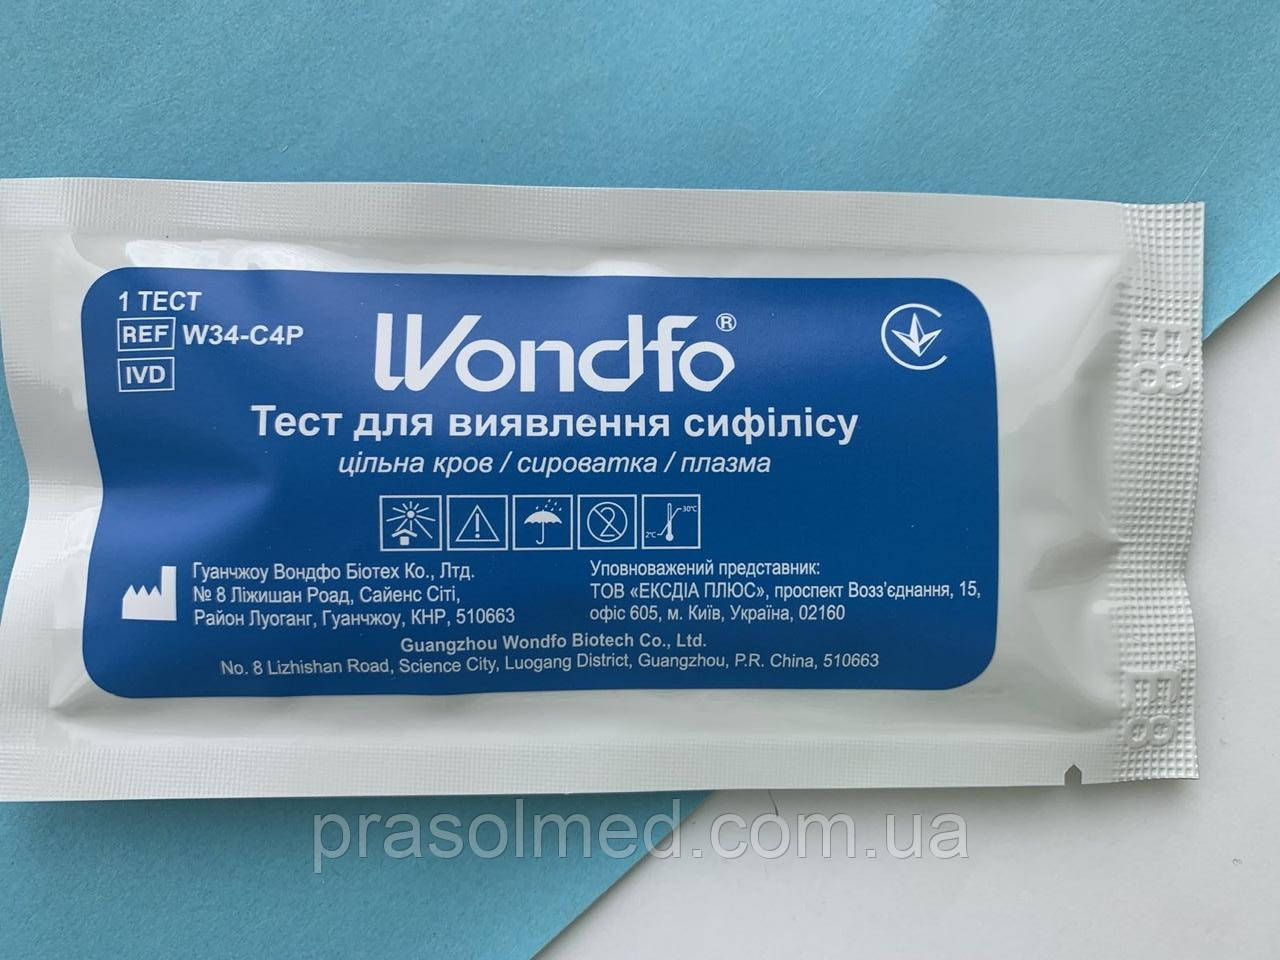 1 ТЕСТ
REF W34-C4P
IVD
Wondfo®
Тест для виявлення сифілісу
цільна кров / сироватка / плазма
2°C 30°C
Гуанчжоу Вондфо Біотех Ко., Лтд.
№ 8 Ліжишан Роад, Сайенс Сіті,
Район Луоганг, Гуанчжоу, КНР, 510663
Уповноважений представник:
ТОВ «ЕКСДІА ПЛЮС», проспект Возз'єднання, 15,
офіс 605, м. Київ, Україна, 02160
Guangzhou Wondfo Biotech Co., Ltd.
No. 8 Lizhishan Road, Science City, Luogang District, Guangzhou, P.R. China, 510663
prasolmed.com.ua